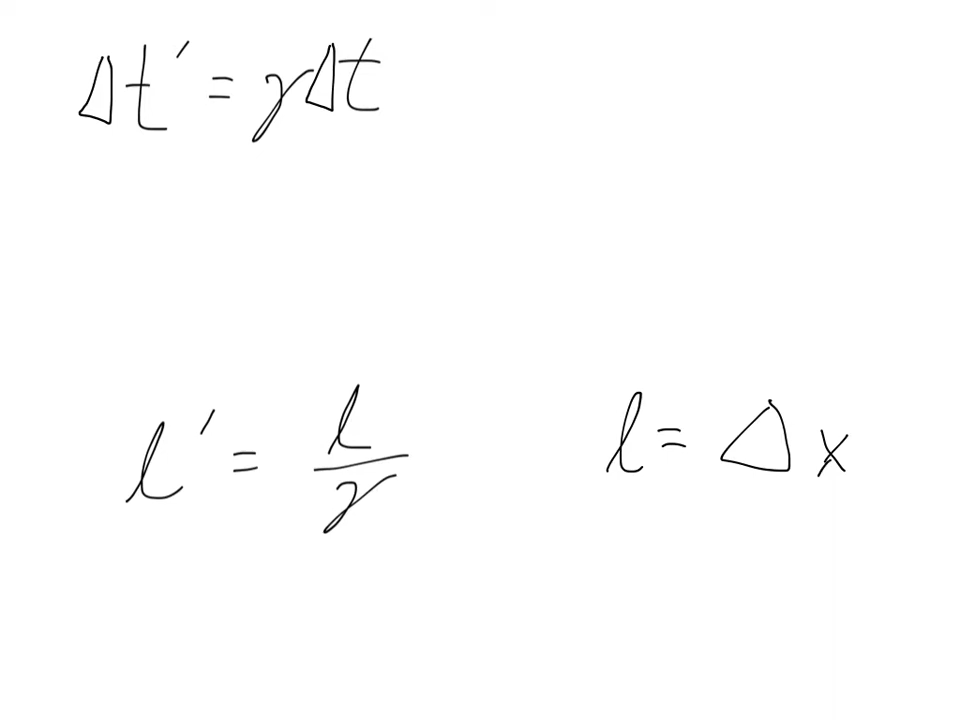 Δt′ = γΔt
l′ = l/γ
l = Δx